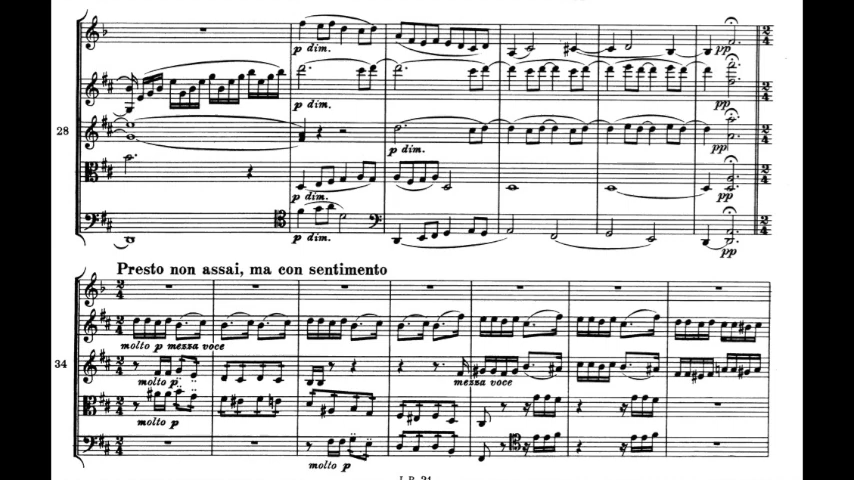 p dim.
p dim.
28
p dim.
p dim.
p dim.
pp
pp
pp
pp
pp
Presto non assai, ma con sentimento
molto p mezza voce
34
molto p
mezza voce
molto p
molto p